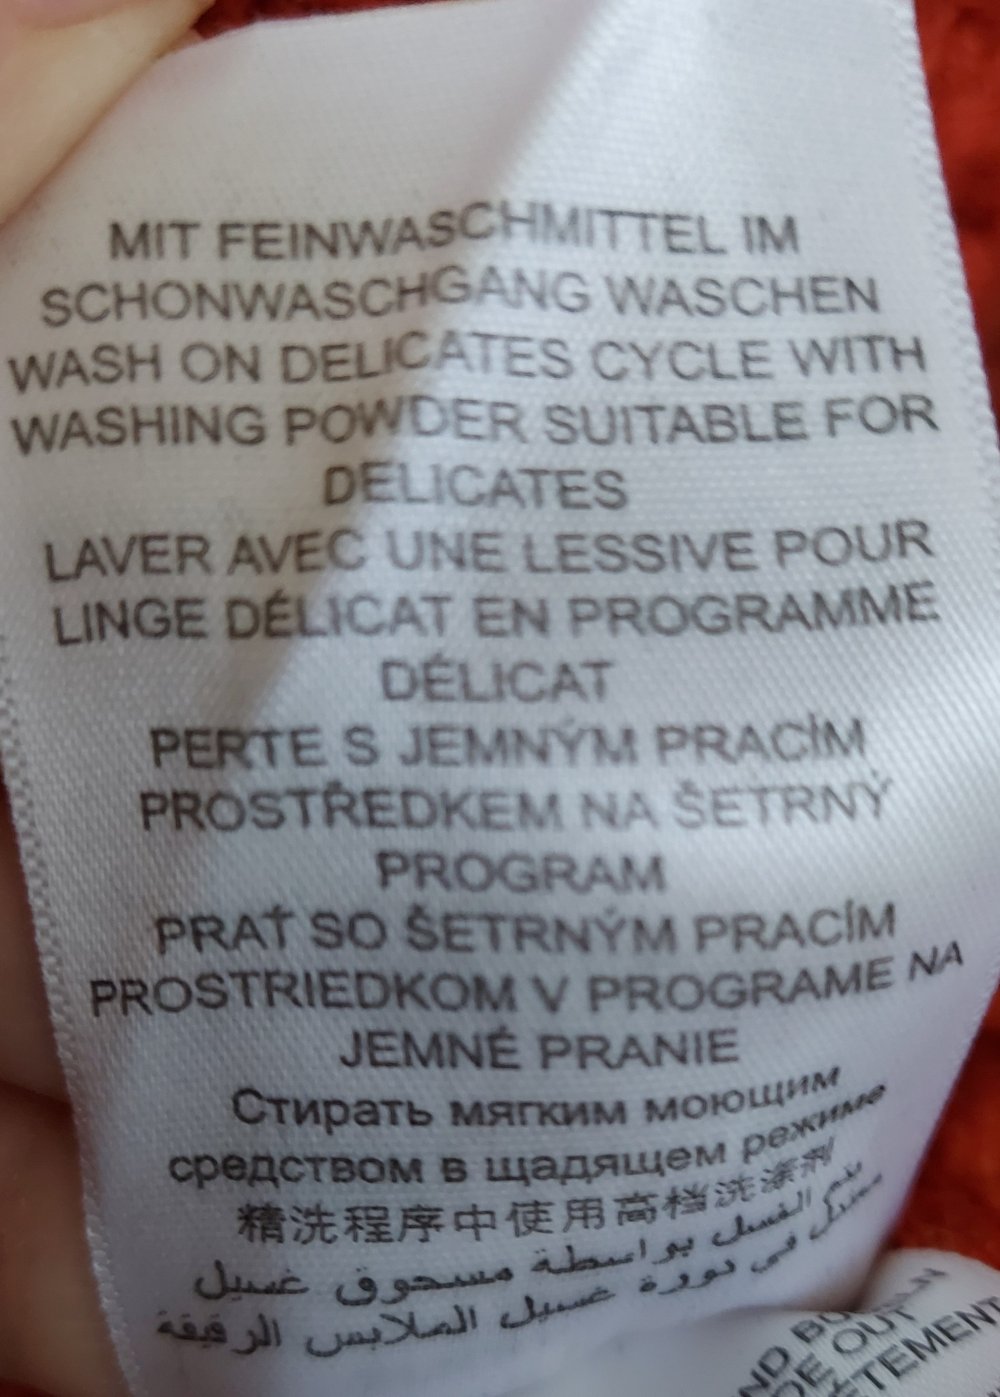 MIT FEINWASCHMITTEL IM
SCHONWASCHGANG WASCHEN
WASH ON DELICATES CYCLE WITH
WASHING POWDER SUITABLE FOR
DELICATES
LAVER AVEC UNE LESSIVE POUR
LINGE DÉLICAT EN PROGRAMME
DÉLICAT
PERTE S JEMNÝM PRACÍM
PROSTŘEDKEM NA ŠETRNÝ
PROGRAM
PRAŤ SO ŠETRNÝM PRACÍM
PROSTRIEDKOM V PROGRAME NA
JEMNÉ PRANIE
Стирать мягким моющим
средством в щадящем режиме
精洗程序中使用高档洗涤剂
يتم الغسل بواسطة مسحوق غسيل
معتدل في دورة غسيل الملابس الرقيقة
OUT